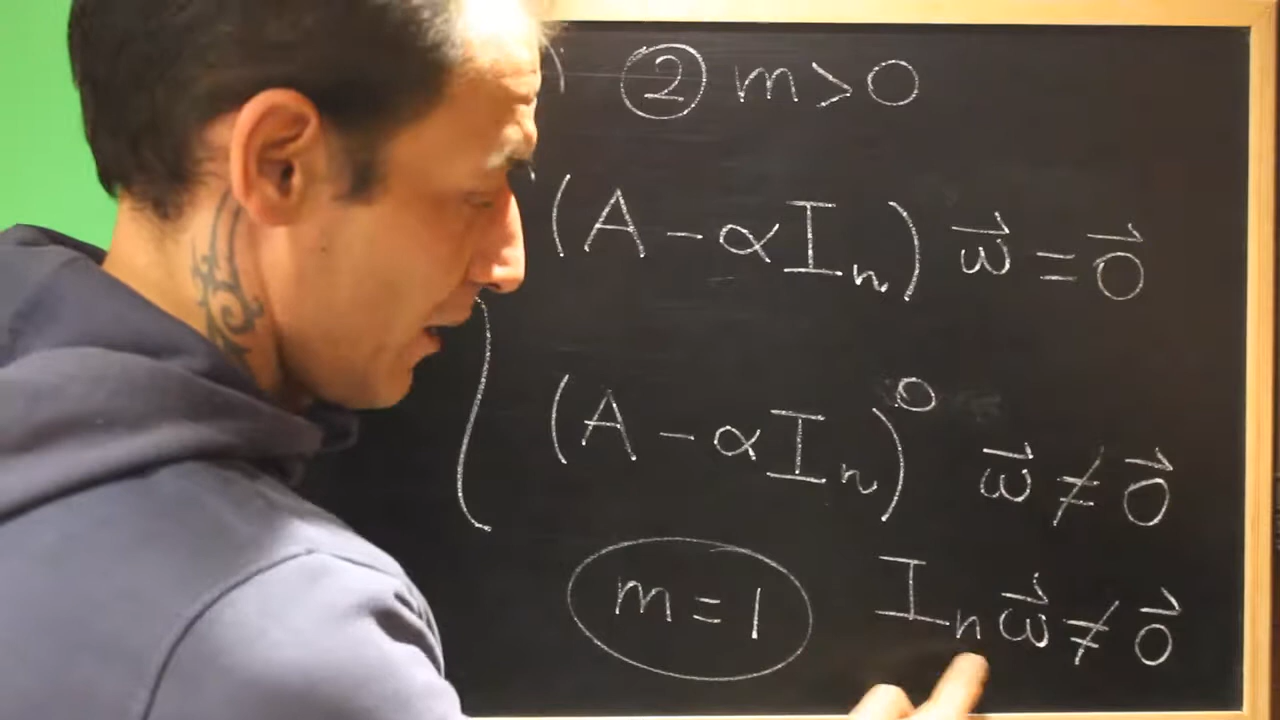 ② m > 0
(A - αIₙ) ω⃗ = 0⃗
(A - αIₙ)⁰ ω⃗ ≠ 0⃗
m = 1 Iₙ ω⃗ ≠ 0⃗